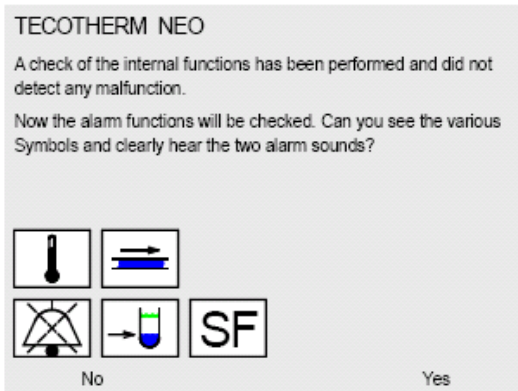 TECOTHERM NEO
A check of the internal functions has been performed and did not
detect any malfunction.
Now the alarm functions will be checked. Can you see the various
Symbols and clearly hear the two alarm sounds?
SF
No Yes